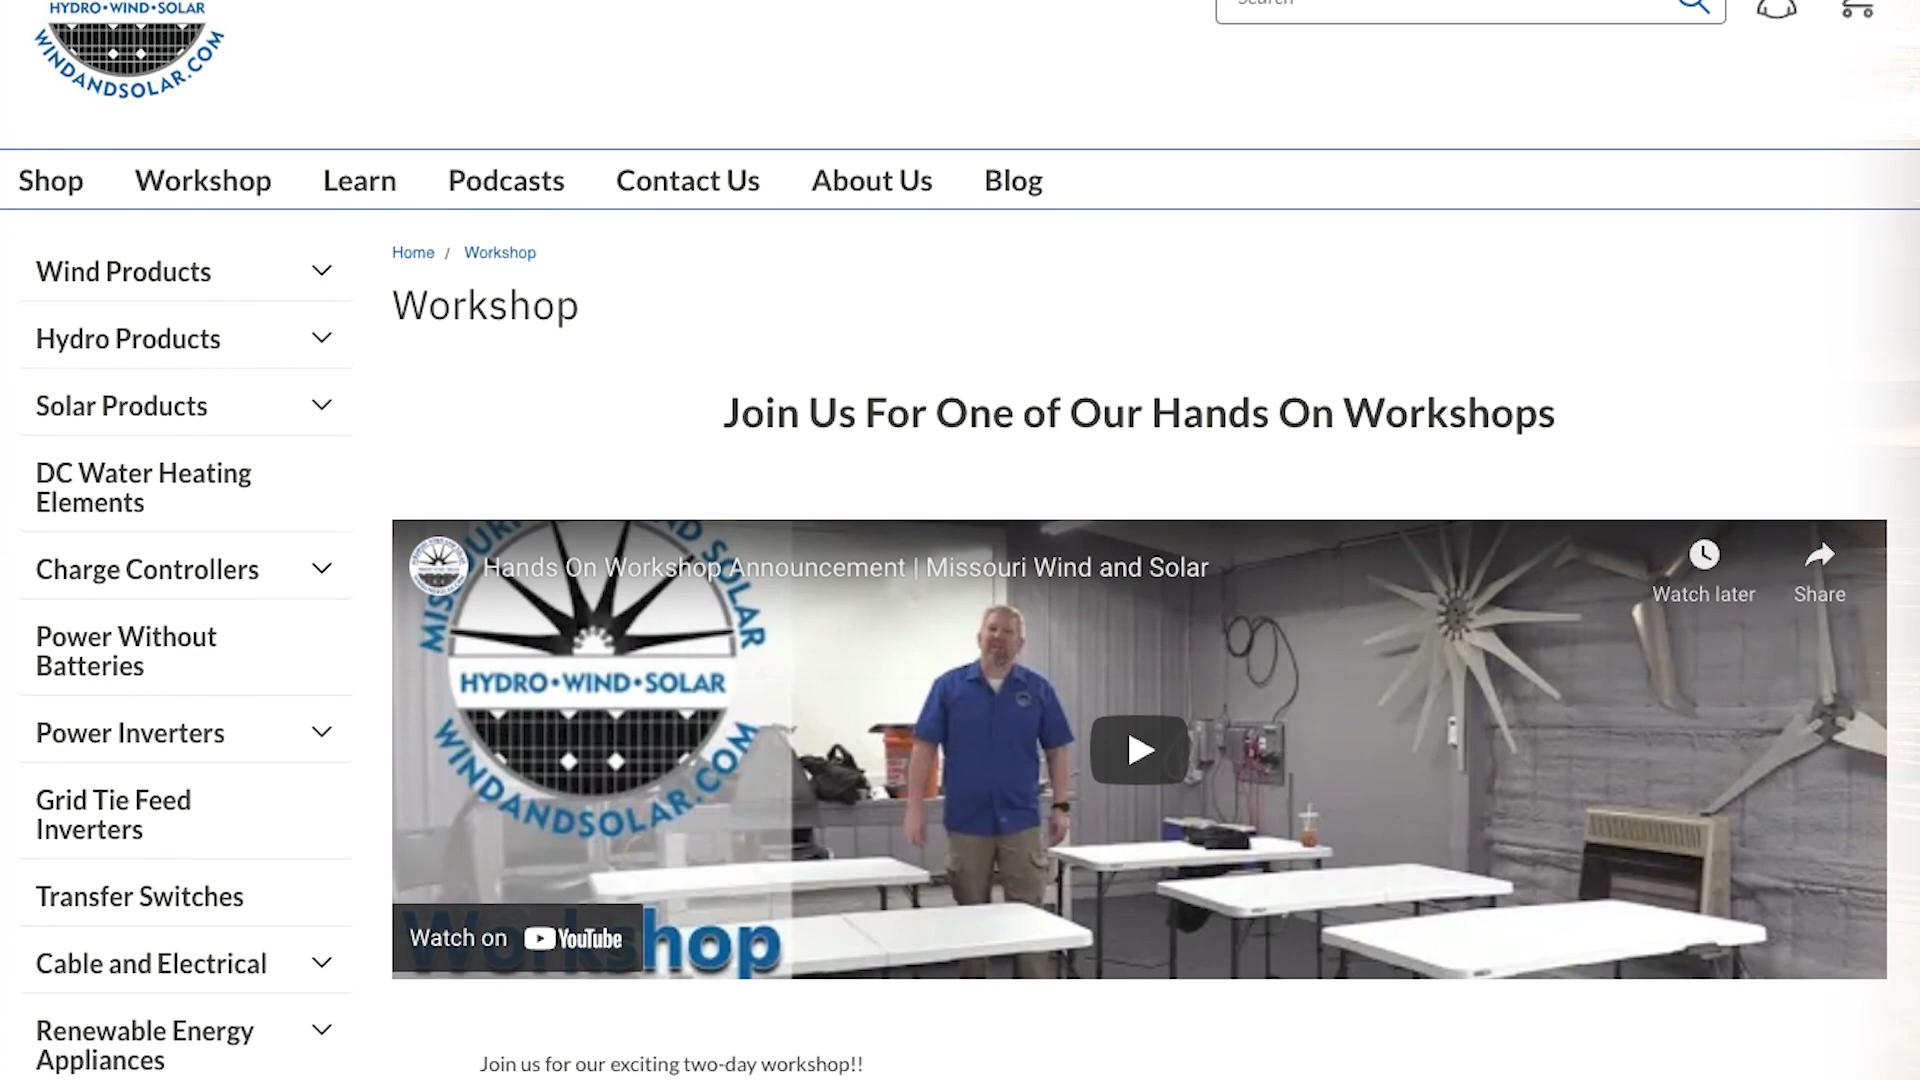 HYDRO•WIND•SOLAR
WINDANDSOLAR.COM
Search
Shop Workshop Learn Podcasts Contact Us About Us Blog
Home / Workshop
Workshop
Wind Products
Hydro Products
Solar Products
DC Water Heating
Elements
Charge Controllers
Power Without
Batteries
Power Inverters
Grid Tie Feed
Inverters
Transfer Switches
Cable and Electrical
Renewable Energy
Appliances
Join Us For One of Our Hands On Workshops
Hands On Workshop Announcement | Missouri Wind and Solar
Watch later
Share
HYDRO•WIND•SOLAR
WINDANDSOLAR.COM
Watch on YouTube
Join us for our exciting two-day workshop!!